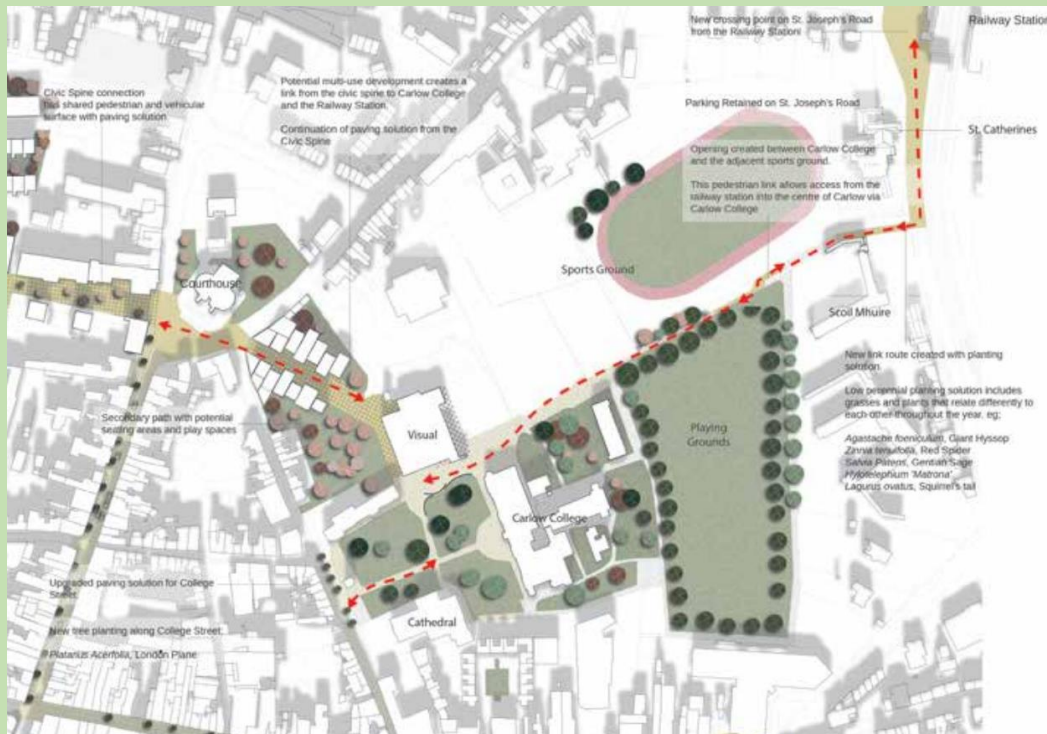 New crossing point on St. Joseph's Road
from the Railway Station!
Railway Station
Civic Spine connection
has shared pedestrian and vehicular
surface with paving solution
Potential multi-use development creates a
link from the civic spine to Carlow College
and the Railway Station.
Continuation of paving solution from the
Civic Spine
Parking Retained on St. Joseph's Road
St. Catherines
Opening created between Carlow College
and the adjacent sports ground.
This pedestrian link allows access from the
railway station into the centre of Carlow via
Carlow College
Sports Ground
Courthouse
Scoil Mhuire
New link route created with planting
solution
Low perennial planting solution includes
grasses and plants that relate differently to
each other throughout the year. eg;
Agastache foeniculum, Giant Hyssop
Zinnia tenuifolia, Red Spider
Salvia Patens, Gentian Sage
Hylotelephium 'Matrona'
Lagurus ovatus, Squirrel's tail
Secondary path with potential
seating areas and play spaces
Visual
Playing
Grounds
Carlow College
Upgraded paving solution for College
Street
New tree planting along College Street:
Platanus Acerfolia, London Plane
Cathedral